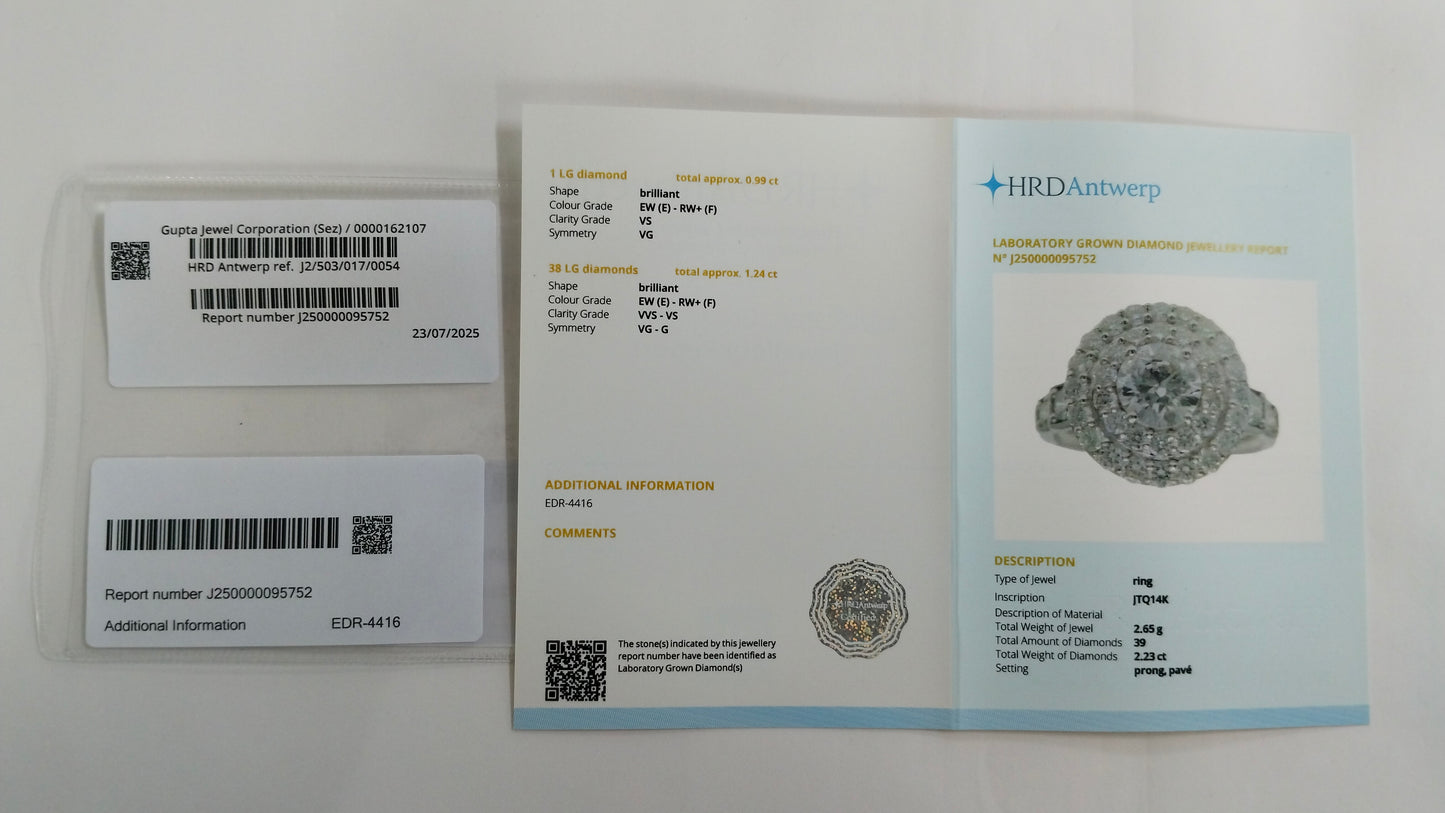 Gupta Jewel Corporation (Sez) / 0000162107
HRD Antwerp ref. J2/503/017/0054
Report number J250000095752
23/07/2025
Report number J250000095752
Additional Information EDR-4416
1 LG diamond total approx. 0.99 ct
Shape brilliant
Colour Grade EW (E) - RW+ (F)
Clarity Grade VS
Symmetry VG
38 LG diamonds total approx. 1.24 ct
Shape brilliant
Colour Grade EW (E) - RW+ (F)
Clarity Grade VVS - VS
Symmetry VG - G
ADDITIONAL INFORMATION
EDR-4416
COMMENTS
The stone(s) indicated by this jewellery
report number have been identified as
Laboratory Grown Diamond(s)
HRD Antwerp
HRDAntwerp
LABORATORY GROWN DIAMOND JEWELLERY REPORT
N° J250000095752
DESCRIPTION
Type of Jewel ring
Inscription JTQ14K
Description of Material
Total Weight of Jewel 2.65 g
Total Amount of Diamonds 39
Total Weight of Diamonds 2.23 ct
Setting prong, pavé